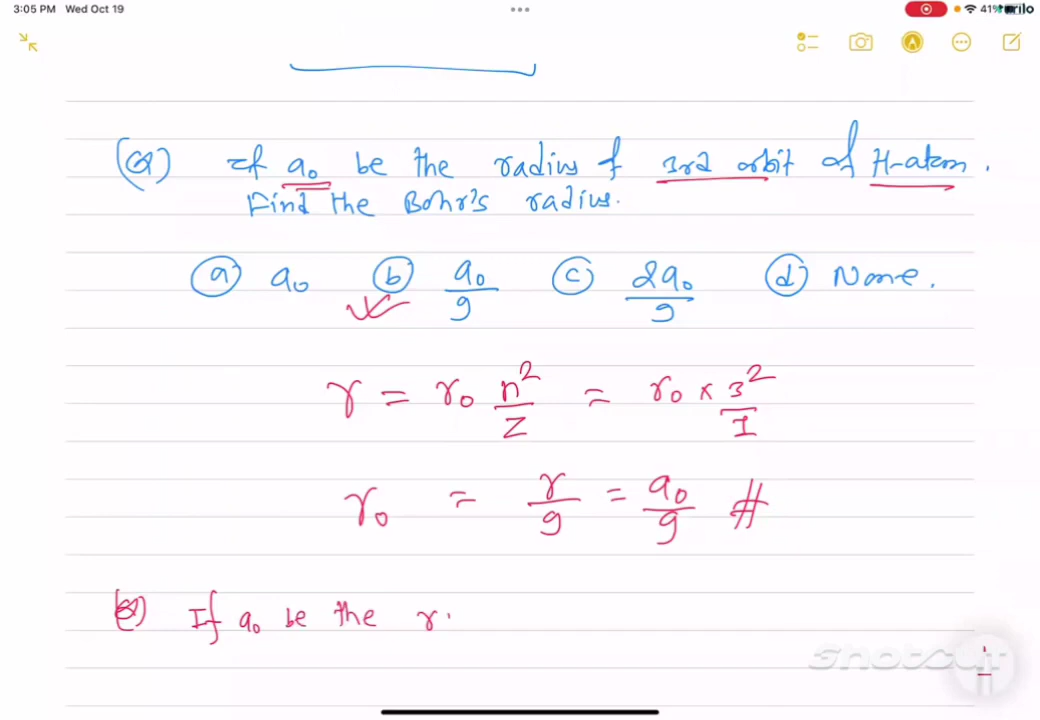 3:05 PM Wed Oct 19
41%
(Q) If a₀ be the radius of 3rd orbit of H-atom.
Find the Bohr's radius.
(a) a₀ (b) a₀/9 (c) 2a₀/9 (d) None.
r = r₀ n²/Z = r₀ × 3²/1
r₀ = r/9 = a₀/9 #
(Q) If a₀ be the r